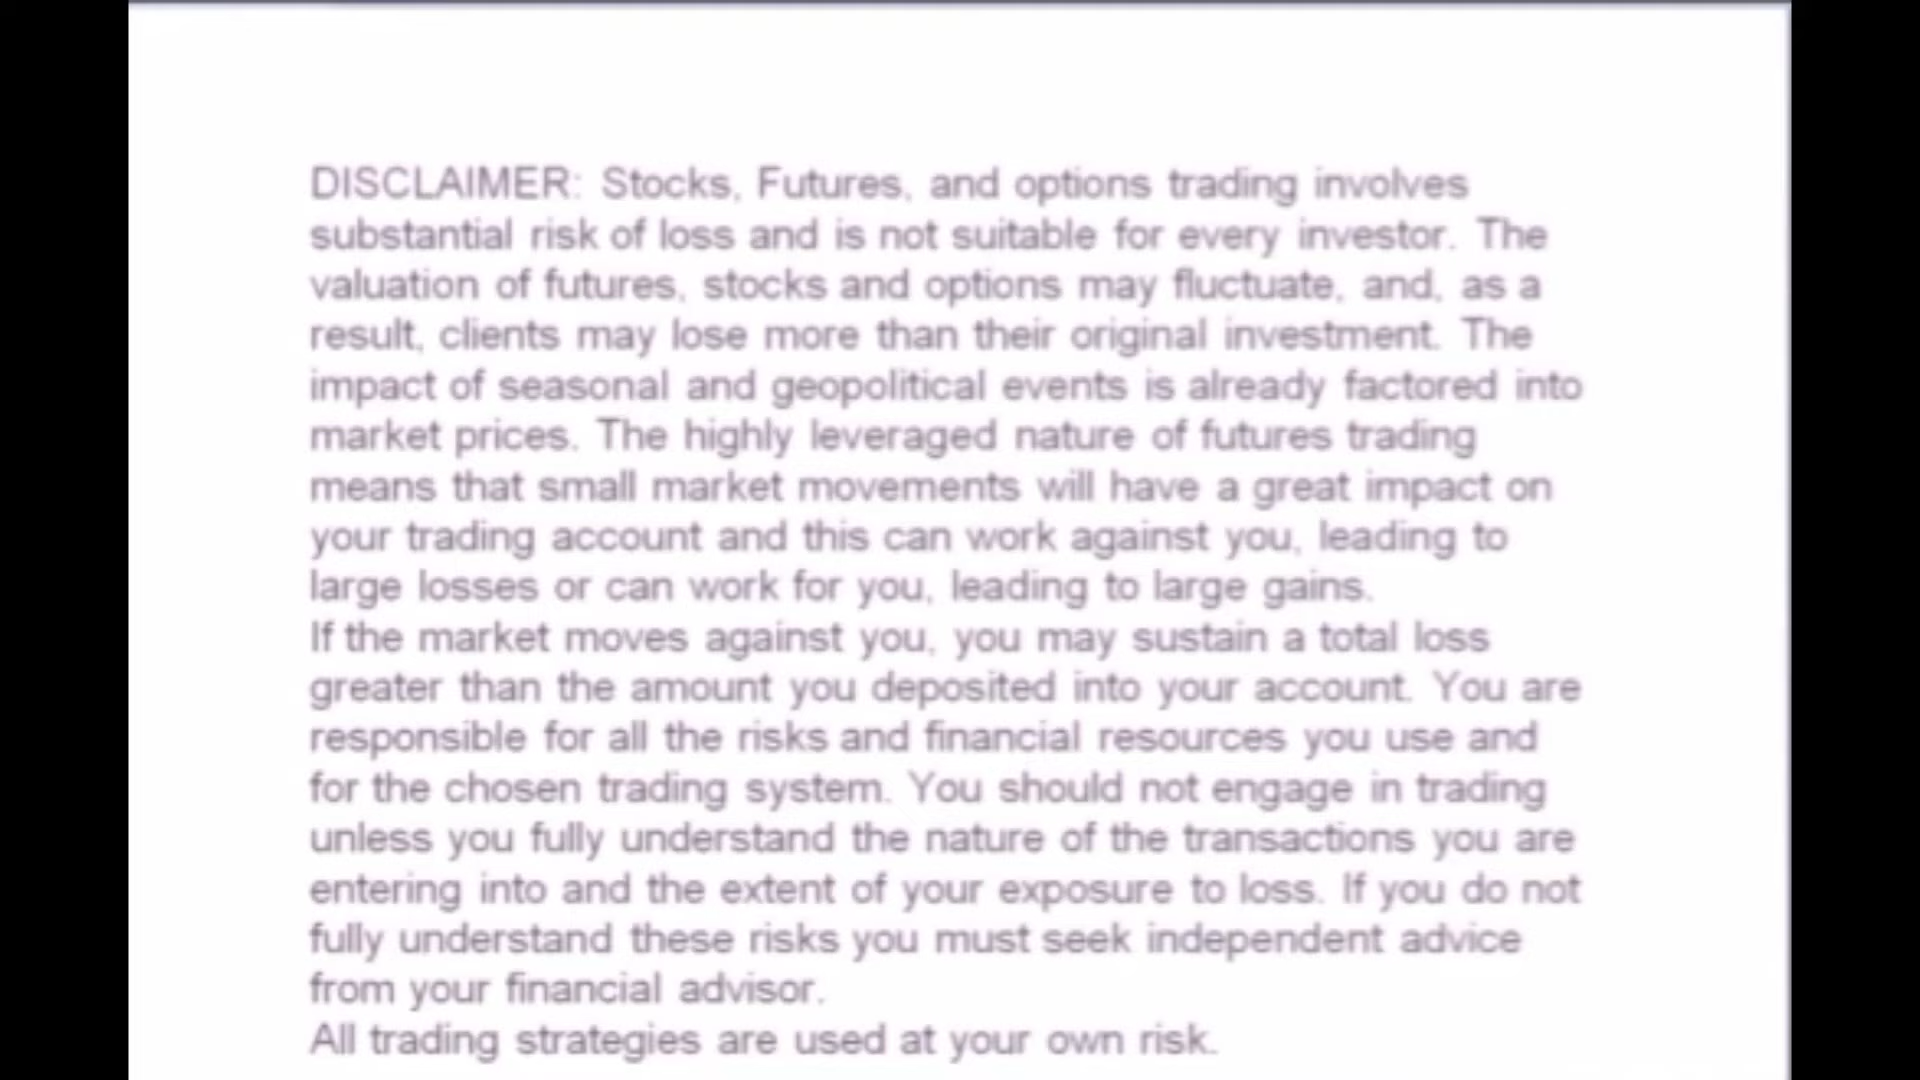 DISCLAIMER: Stocks, Futures, and options trading involves
substantial risk of loss and is not suitable for every investor. The
valuation of futures, stocks and options may fluctuate, and, as a
result, clients may lose more than their original investment. The
impact of seasonal and geopolitical events is already factored into
market prices. The highly leveraged nature of futures trading
means that small market movements will have a great impact on
your trading account and this can work against you, leading to
large losses or can work for you, leading to large gains.
If the market moves against you, you may sustain a total loss
greater than the amount you deposited into your account. You are
responsible for all the risks and financial resources you use and
for the chosen trading system. You should not engage in trading
unless you fully understand the nature of the transactions you are
entering into and the extent of your exposure to loss. If you do not
fully understand these risks you must seek independent advice
from your financial advisor.
All trading strategies are used at your own risk.